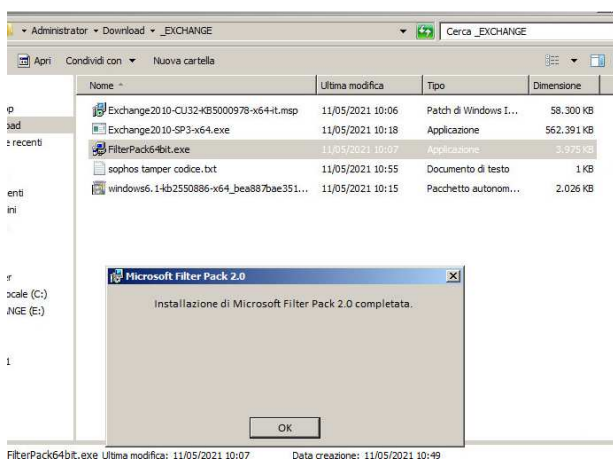 Administrator Download _EXCHANGE Cerca _EXCHANGE
Apri Condividi con Nuova cartella
Nome Ultima modifica Tipo Dimensione
Exchange2010-CU32-KB5000978-x64-it.msp 11/05/2021 10:06 Patch di Windows I... 58.300 KB
Exchange2010-SP3-x64.exe 11/05/2021 10:18 Applicazione 562.391 KB
FilterPack64bit.exe 11/05/2021 10:07 Applicazione 3.975 KB
sophos tamper codice.txt 11/05/2021 10:55 Documento di testo 1 KB
windows6.1-kb2550886-x64_bea887bae351... 11/05/2021 10:15 Pacchetto autonom... 2.026 KB
e recenti
enti
ini
ocale (C:)
NGE (E:)
1
Microsoft Filter Pack 2.0
Installazione di Microsoft Filter Pack 2.0 completata.
OK
FilterPack64bit.exe Ultima modifica: 11/05/2021 10:07 Data creazione: 11/05/2021 10:49